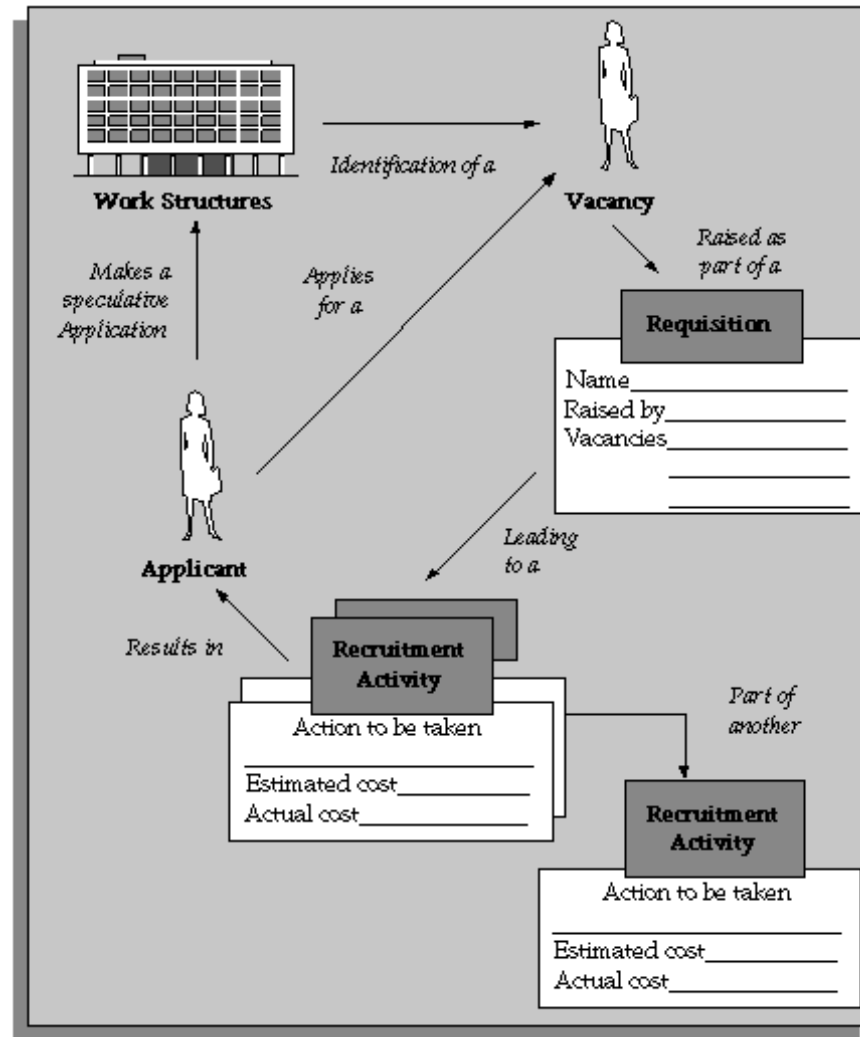 Work Structures
Identification of a
Vacancy
Makes a
speculative
Application
Applies
for a
Raised as
part of a
Requisition
Name
Raised by
Vacancies
Applicant
Leading
to a
Results in
Recruitment
Activity
Action to be taken
Estimated cost
Actual cost
Part of
another
Recruitment
Activity
Action to be taken
Estimated cost
Actual cost